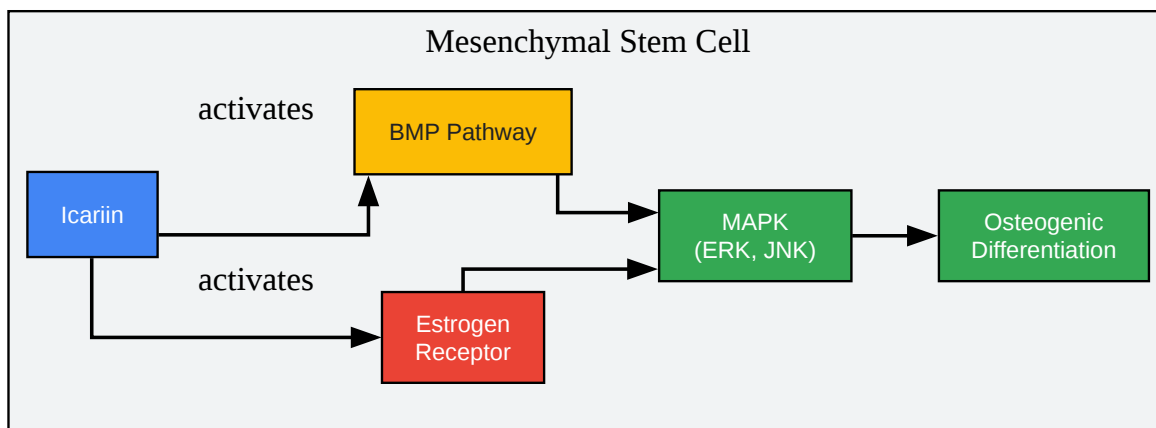 Mesenchymal Stem Cell
activates
BMP Pathway
Icariin
MAPK
(ERK, JNK)
Osteogenic
Differentiation
activates
Estrogen
Receptor